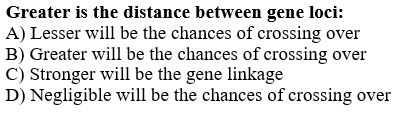 Greater is the distance between gene loci:
A) Lesser will be the chances of crossing over
B) Greater will be the chances of crossing over
C) Stronger will be the gene linkage
D) Negligible will be the chances of crossing over